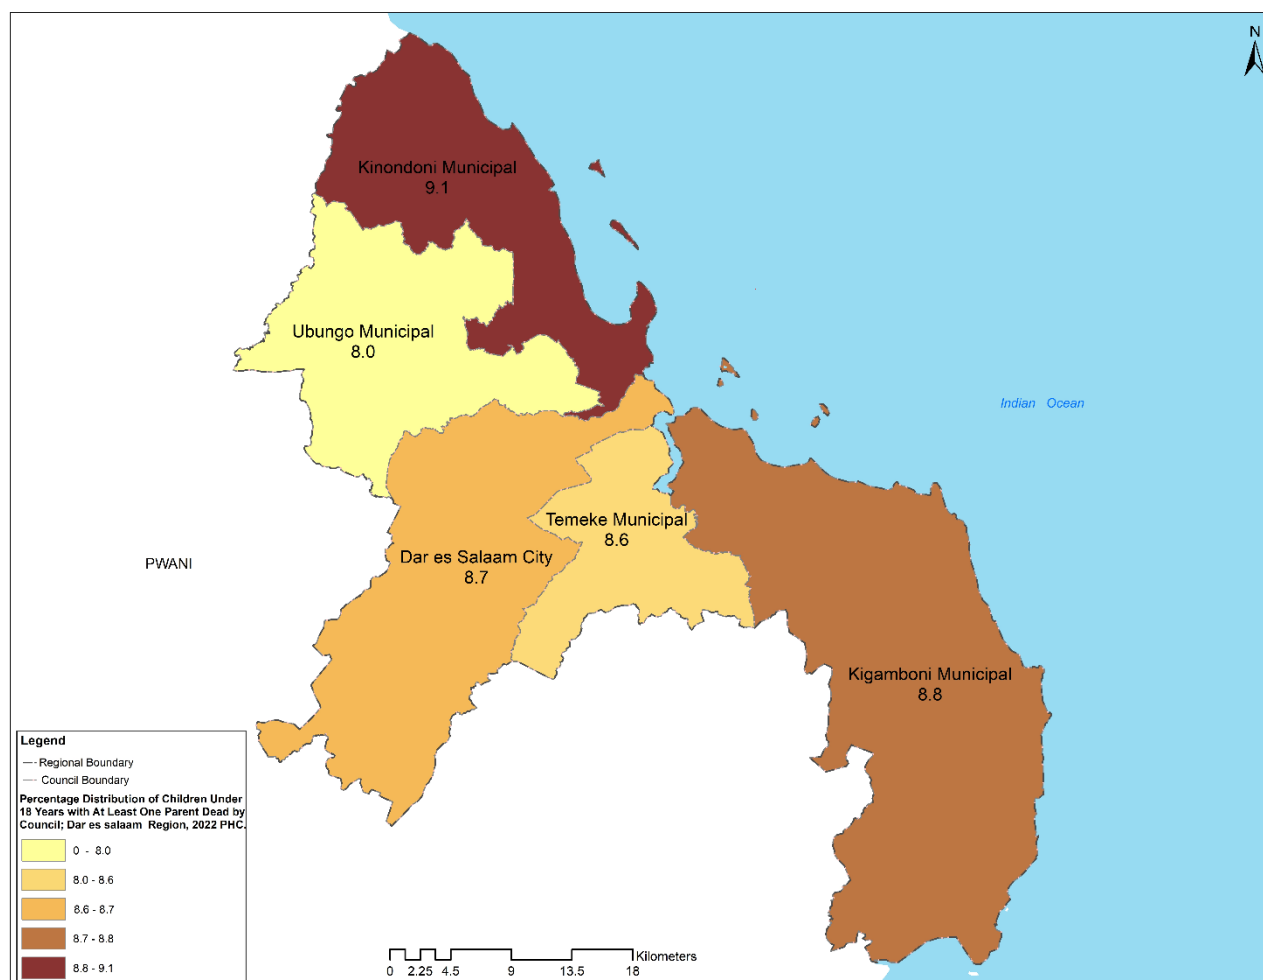 N
Kinondoni Municipal
9.1
Ubungo Municipal
8.0
Indian Ocean
Temeke Municipal
8.6
Dar es Salaam City
8.7
PWANI
Kigamboni Municipal
8.8
Legend
Regional Boundary
Council Boundary
Percentage Distribution of Children Under
18 Years with At Least One Parent Dead by
Council; Dar es salaam Region, 2022 PHC.
0 - 8.0
8.0 - 8.6
8.6 - 8.7
8.7 - 8.8
8.8 - 9.1
Kilometers
0 2.25 4.5 9 13.5 18